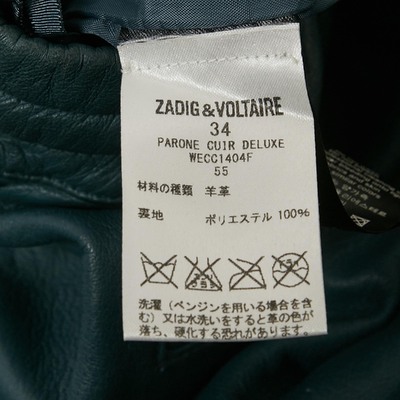 ZADIG&VOLTAIRE
34
PARONE CUIR DELUXE
WECC1404F
55
材料の種類 羊革
裏地 ポリエステル 100%
洗濯（ベンジンを用いる場合を含
む）又は水洗いをすると革の色が
落ち、硬化する恐れがあります。